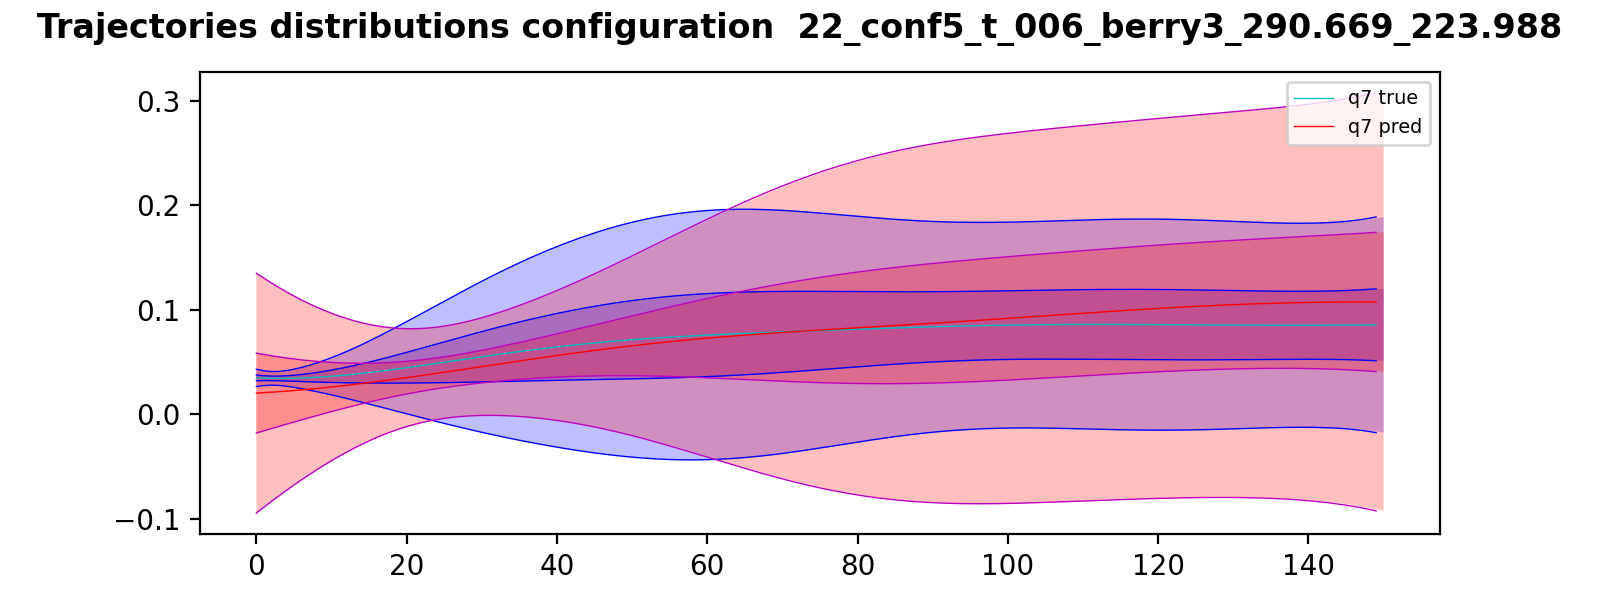 Trajectories distributions configuration  22_conf5_t_006_berry3_290.669_223.988
q7 true
q7 pred
0.3
0.2
0.1
0.0
−0.1
0 20 40 60 80 100 120 140